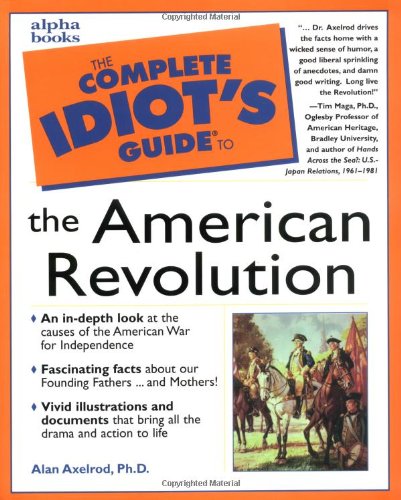 Copyrighted Material
alpha
books
THE
COMPLETE
IDIOT'S
GUIDE® TO
"... Dr. Axelrod drives
the facts home with a
wicked sense of humor, a
good liberal sprinkling
of anecdotes, and damn
good writing. Long live
the Revolution!"
—Tim Maga, Ph.D.,
Oglesby Professor of
American Heritage,
Bradley University,
and author of Hands
Across the Sea?: U.S.-
Japan Relations, 1961–1981
the American
Revolution
An in-depth look at the
causes of the American War
for Independence
Fascinating facts about our
Founding Fathers ... and Mothers!
Vivid illustrations and
documents that bring all the
drama and action to life
Alan Axelrod, Ph.D.
Copyrighted Material